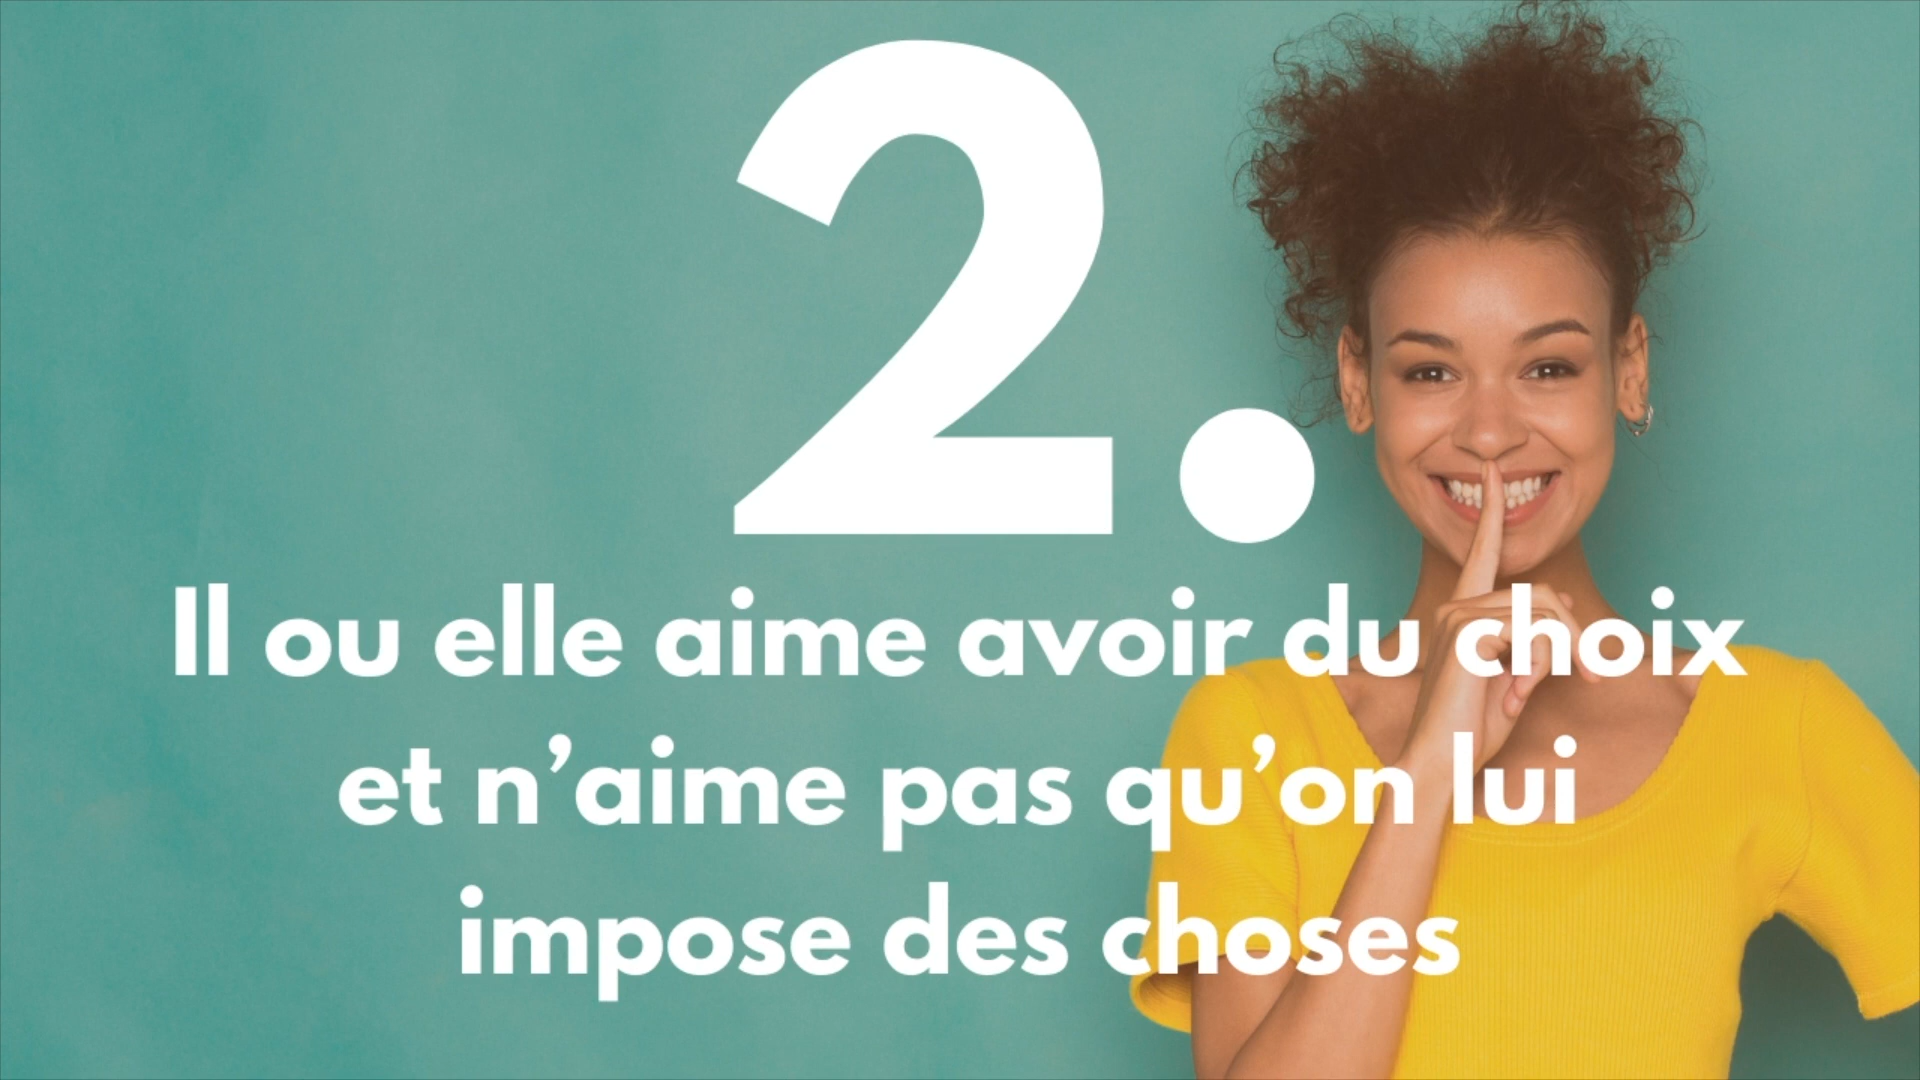 2.
Il ou elle aime avoir du choix
et n’aime pas qu’on lui
impose des choses